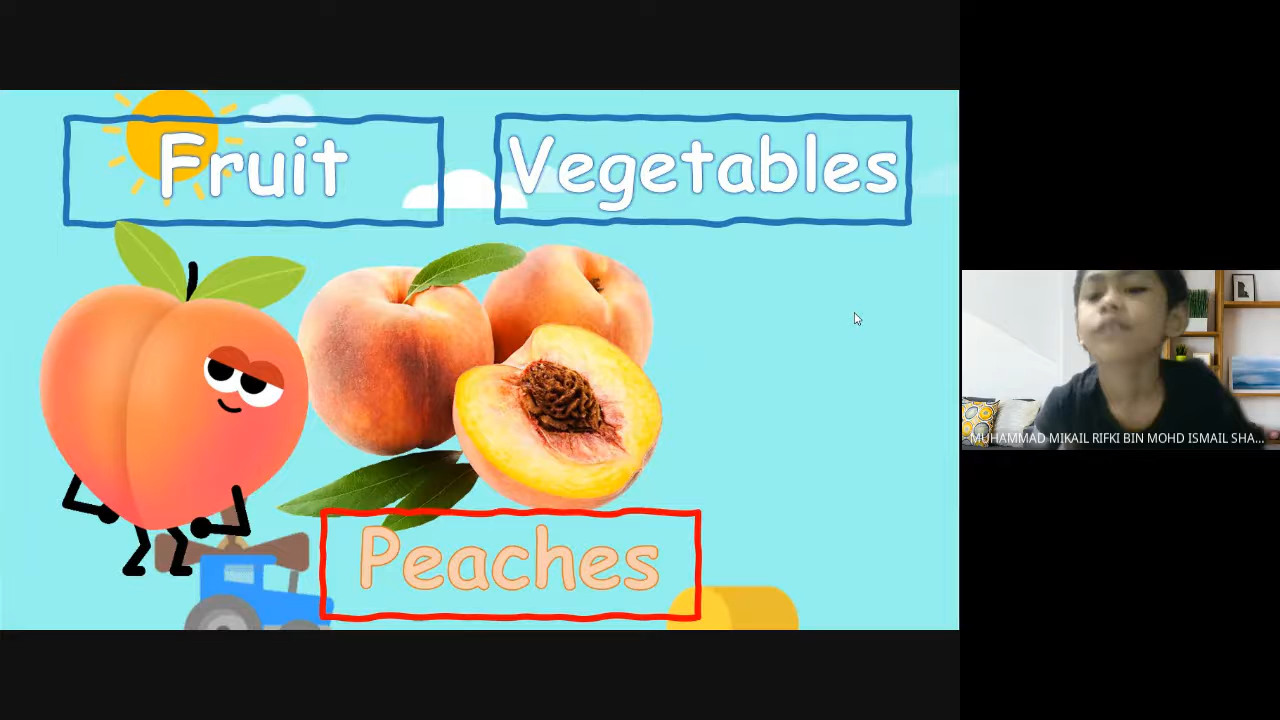 Fruit
Vegetables
Peaches
MUHAMMAD MIKAIL RIFKI BIN MOHD ISMAIL SHA...